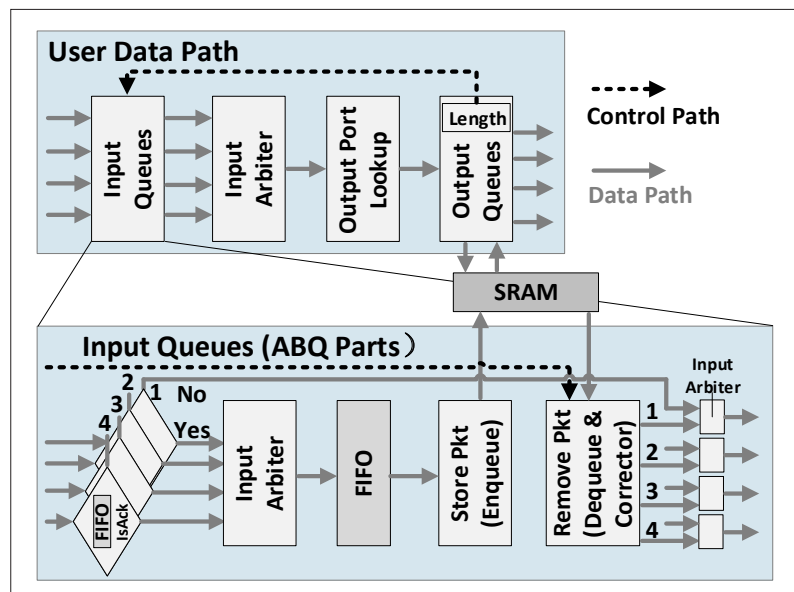 User Data Path
Input
Queues
Input
Arbiter
Output Port
Lookup
Length
Output
Queues
Control Path
Data Path
SRAM
Input Queues (ABQ Parts）
1
2
3
4
No
Yes
FIFO
IsAck
Input
Arbiter
FIFO
Store Pkt
(Enqueue)
Remove Pkt
(Dequeue &
Corrector)
1
2
3
4
Input
Arbiter